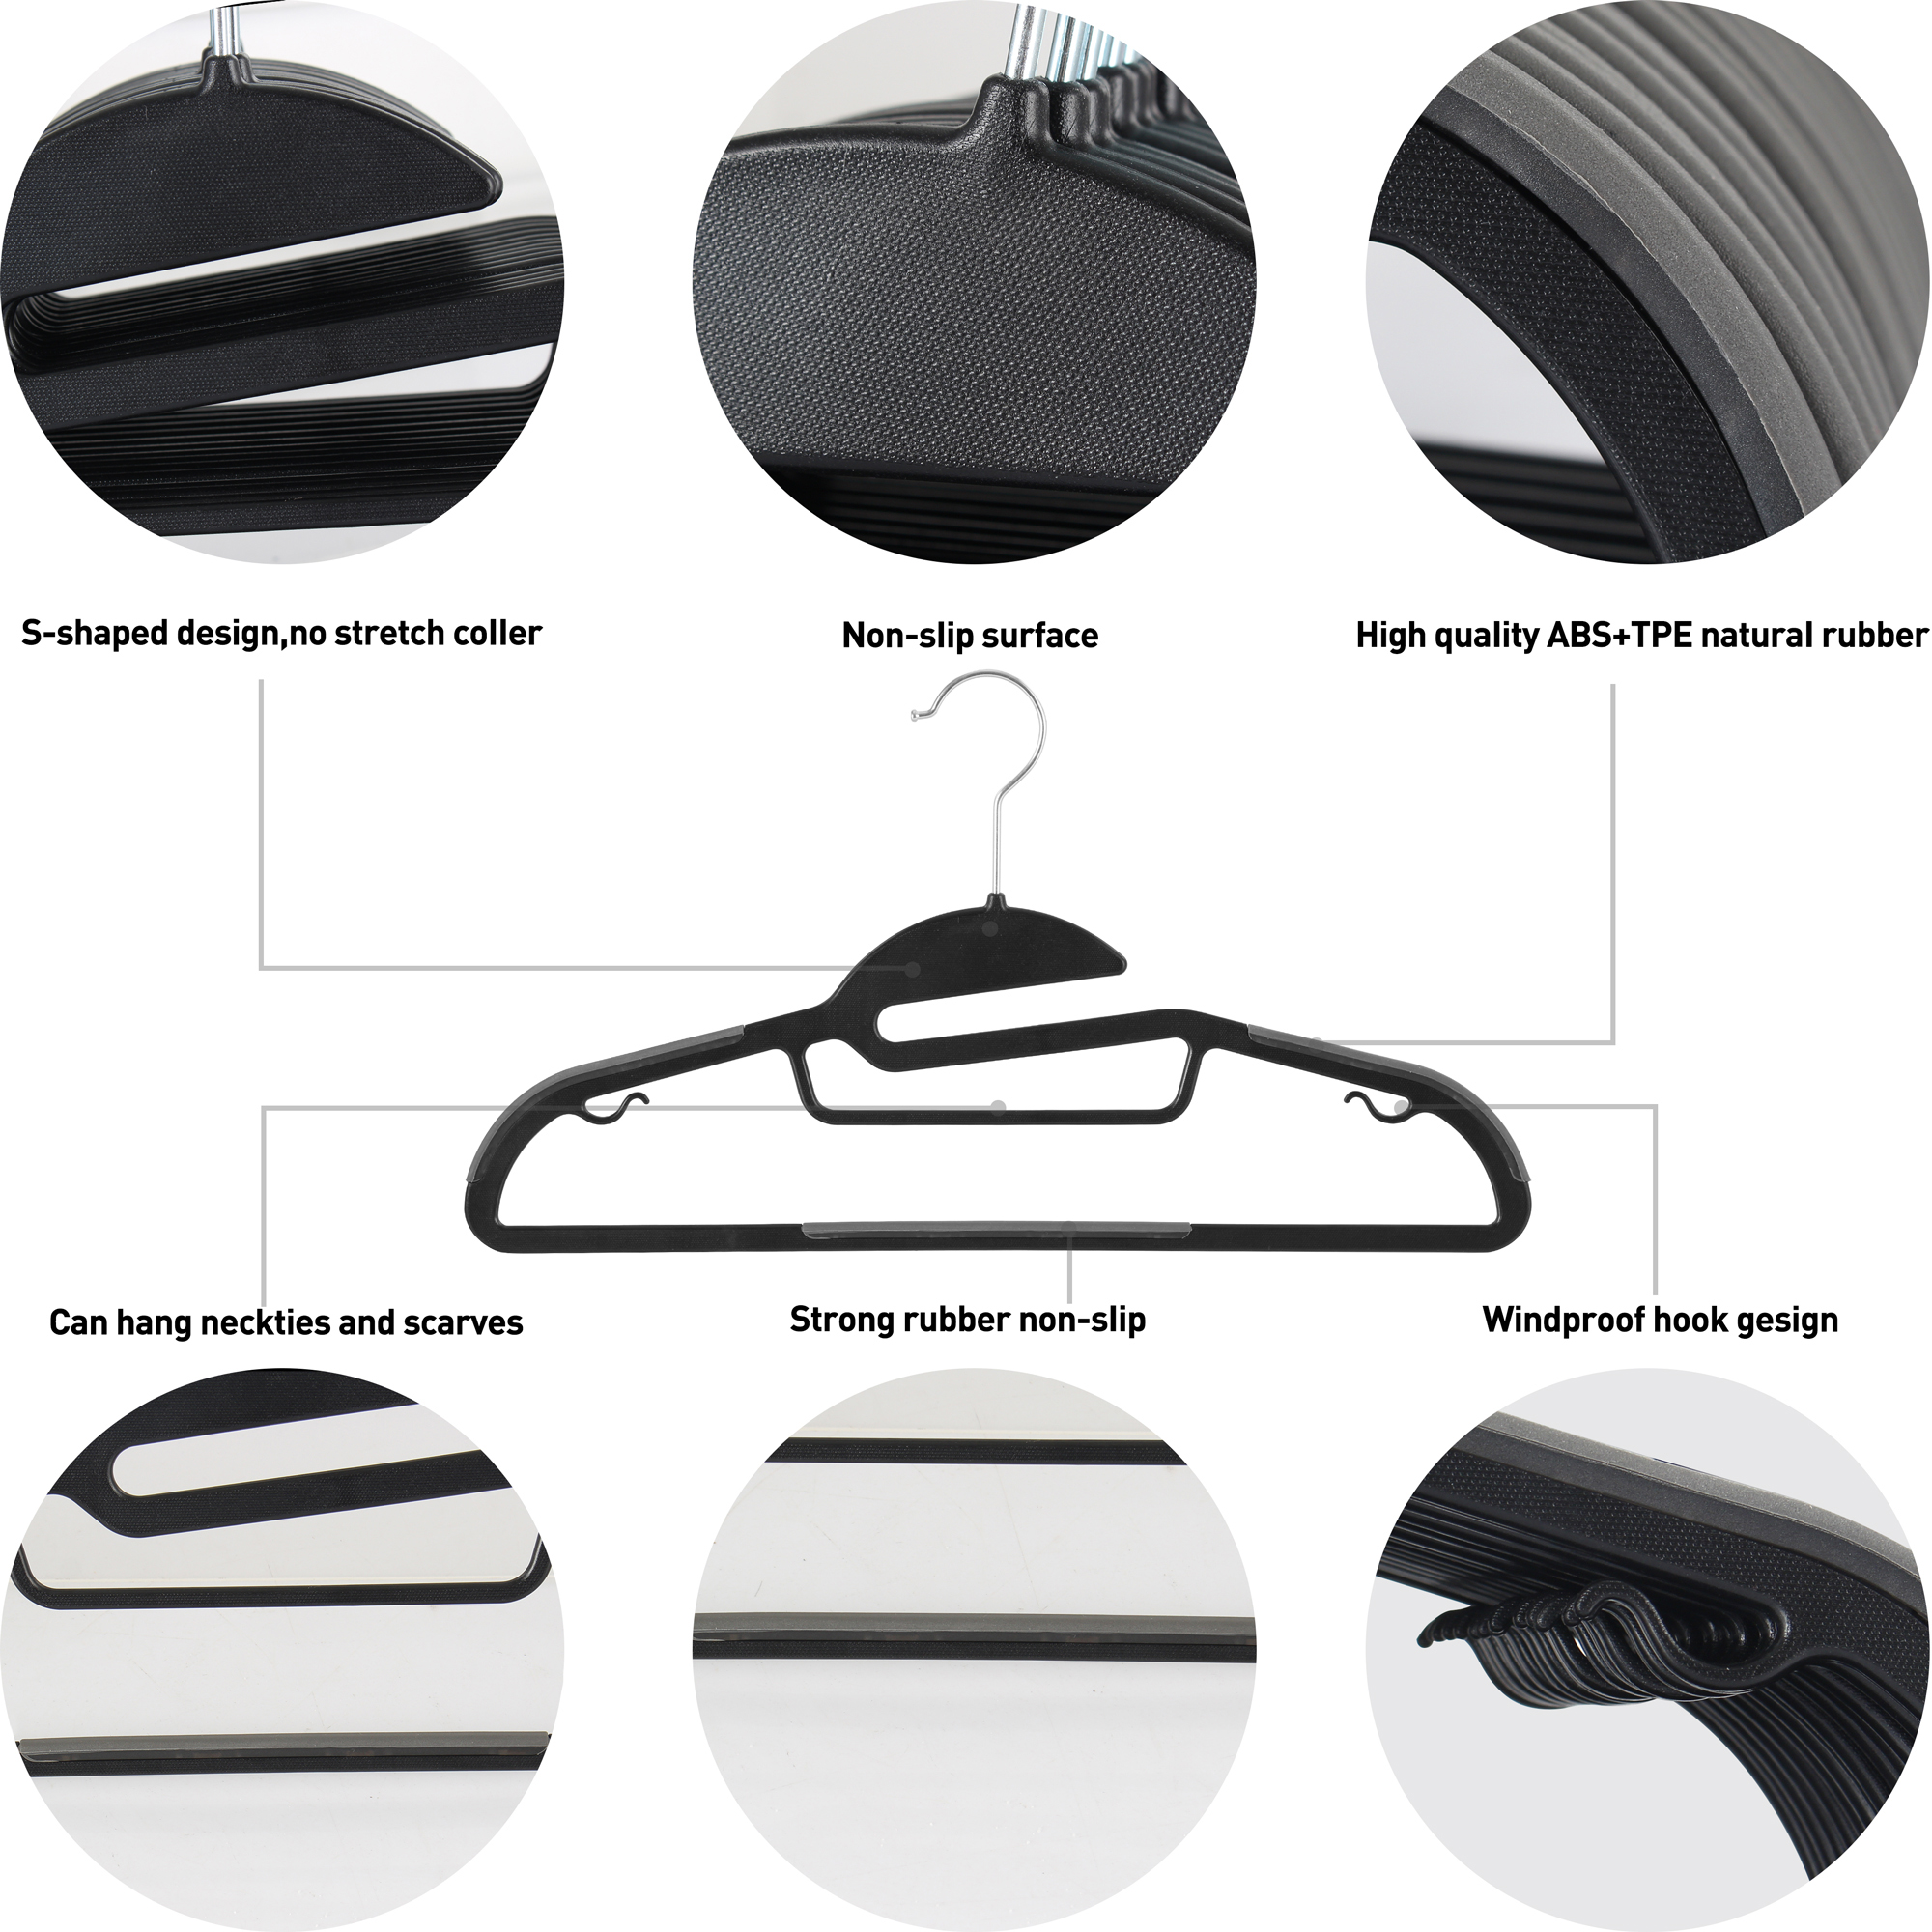 S-shaped design,no stretch coller
Non-slip surface
High quality ABS+TPE natural rubber
Can hang neckties and scarves
Strong rubber non-slip
Windproof hook gesign